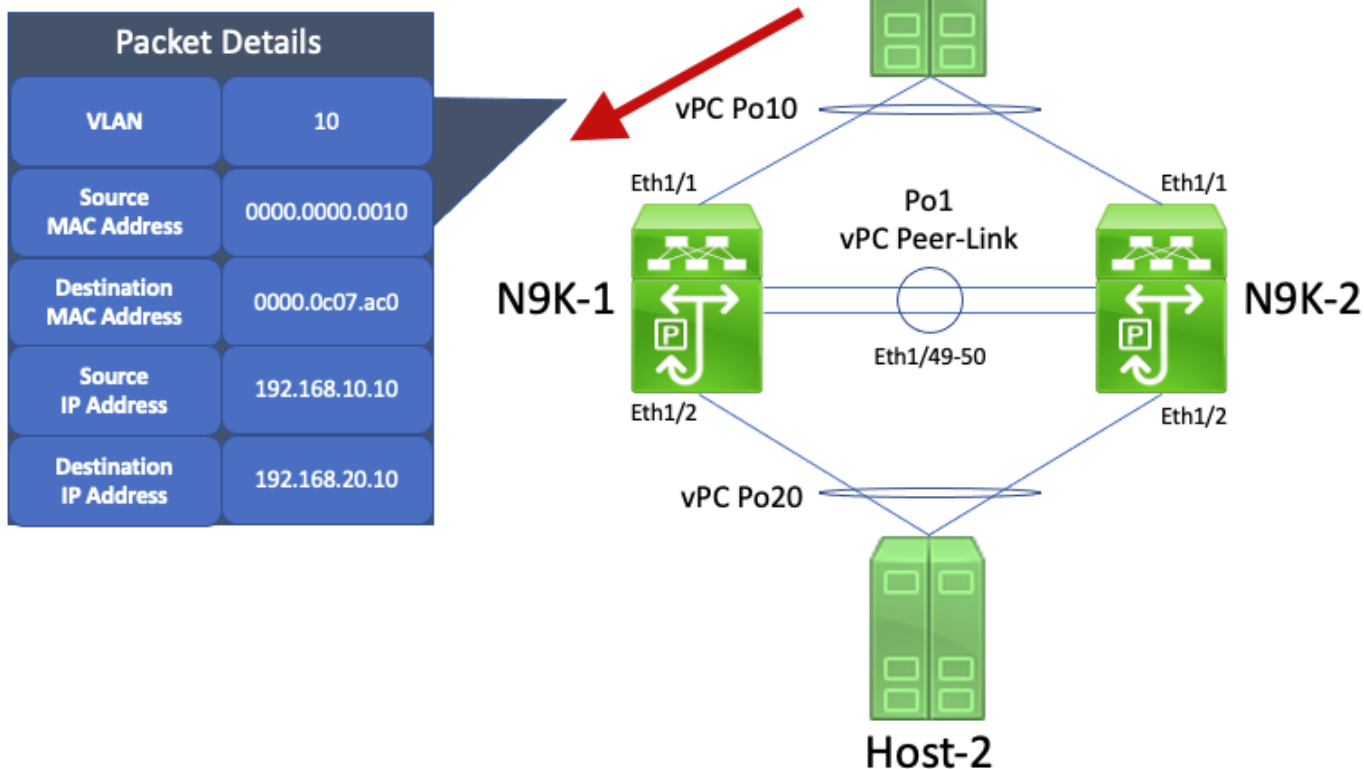 Packet Details
VLAN
10
Source
MAC Address
0000.0000.0010
Destination
MAC Address
0000.0c07.ac0
Source
IP Address
192.168.10.10
Destination
IP Address
192.168.20.10
vPC Po10
Eth1/1
Eth1/1
Po1
vPC Peer-Link
N9K-1
P
P
N9K-2
Eth1/49-50
Eth1/2
Eth1/2
vPC Po20
Host-2